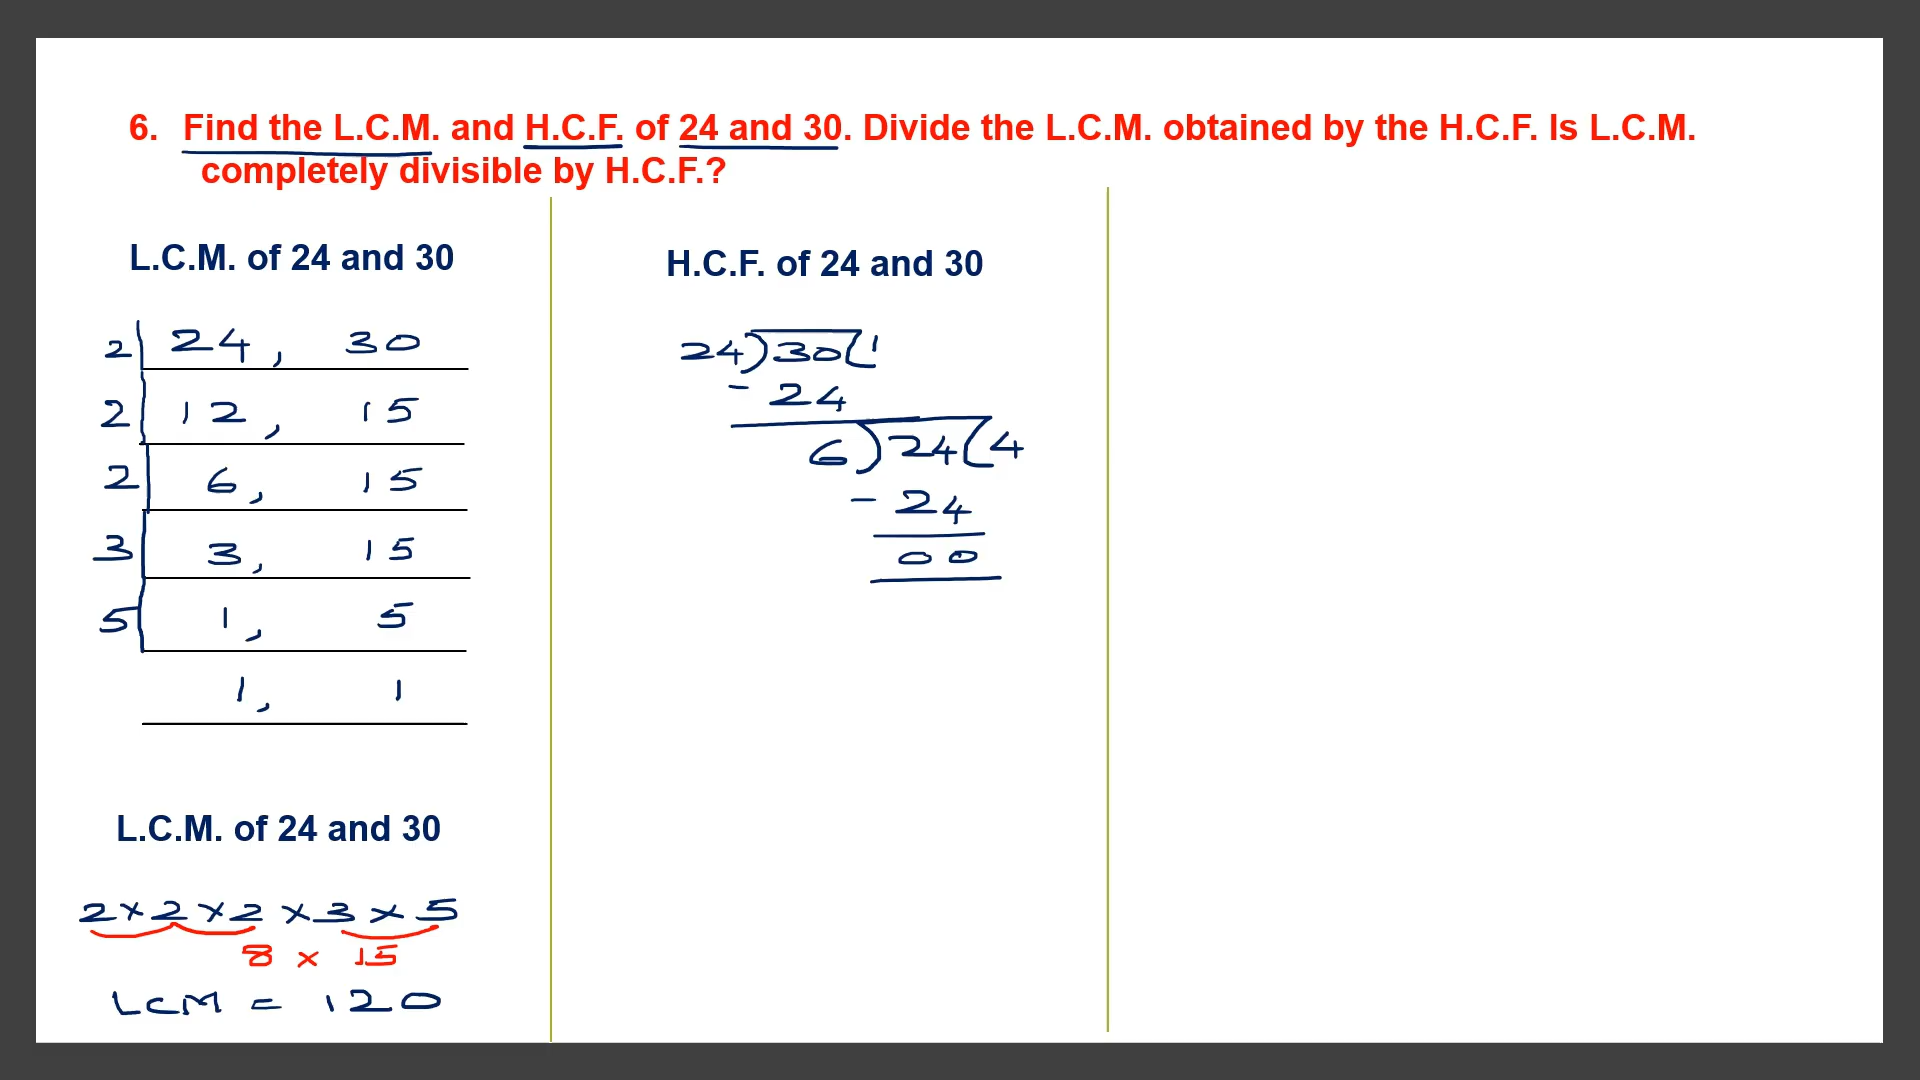 6. Find the L.C.M. and H.C.F. of 24 and 30. Divide the L.C.M. obtained by the H.C.F. Is L.C.M.
completely divisible by H.C.F.?
L.C.M. of 24 and 30
2 24, 30
2 12, 15
2 6, 15
3 3, 15
5 1, 5
1, 1
L.C.M. of 24 and 30
2 × 2 × 2 × 3 × 5
8 × 15
LCM = 120
H.C.F. of 24 and 30
24) 30 (1
- 24
6) 24 (4
- 24
00